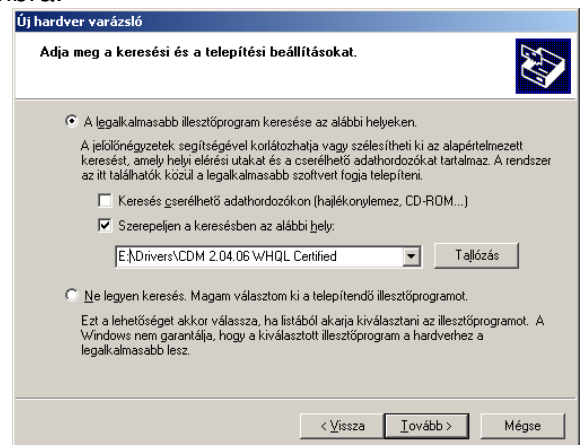 Új hardver varázsló
Adja meg a keresési és a telepítési beállításokat.
A legalkalmasabb illesztőprogram keresése az alábbi helyeken.
A jelölőnégyzetek segítségével korlátozhatja vagy szélesítheti ki az alapértelmezett
keresést, amely helyi elérési utakat és a cserélhető adathordozókat tartalmaz. A rendszer
az itt találhatók közül a legalkalmasabb szoftvert fogja telepíteni.
Keresés cserélhető adathordozókon (hajlékonylemez, CD-ROM...)
Szerepeljen a keresésben az alábbi hely:
E:\Drivers\CDM 2.04.06 WHQL Certified
Tallózás
Ne legyen keresés. Magam választom ki a telepítendő illesztőprogramot.
Ezt a lehetőséget akkor válassza, ha listából akarja kiválasztani az illesztőprogramot. A
Windows nem garantálja, hogy a kiválasztott illesztőprogram a hardverhez a
legalkalmasabb lesz.
< Vissza
Tovább >
Mégse